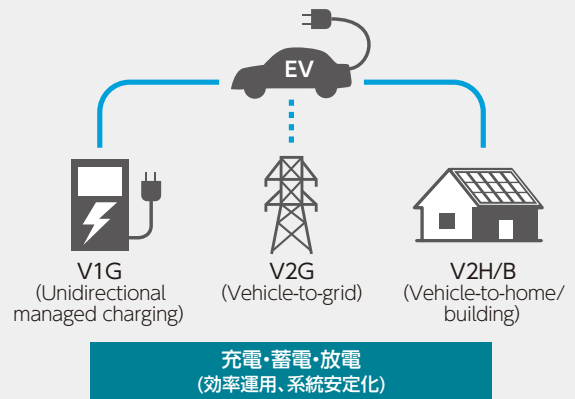 EV
V1G
(Unidirectional
managed charging)
V2G
(Vehicle-to-grid)
V2H/B
(Vehicle-to-home/
building)
充電・蓄電・放電
(効率運用、系統安定化)